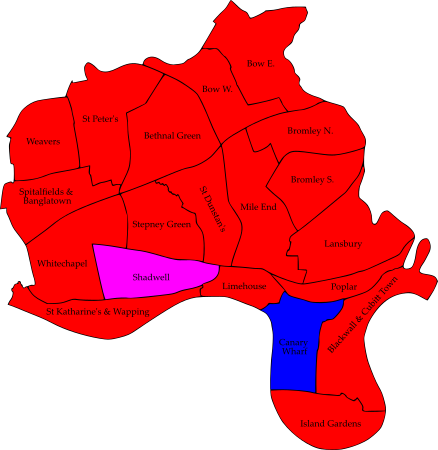 Bow E.
Bow W.
St Peter's
Bethnal Green
Bromley N.
Weavers
Bromley S.
Spitalfields &
Banglatown
St Dunstan's
Mile End
Stepney Green
Lansbury
Whitechapel
Shadwell
Limehouse
Poplar
St Katharine's & Wapping
Blackwall & Cubitt Town
Canary
Wharf
Island Gardens